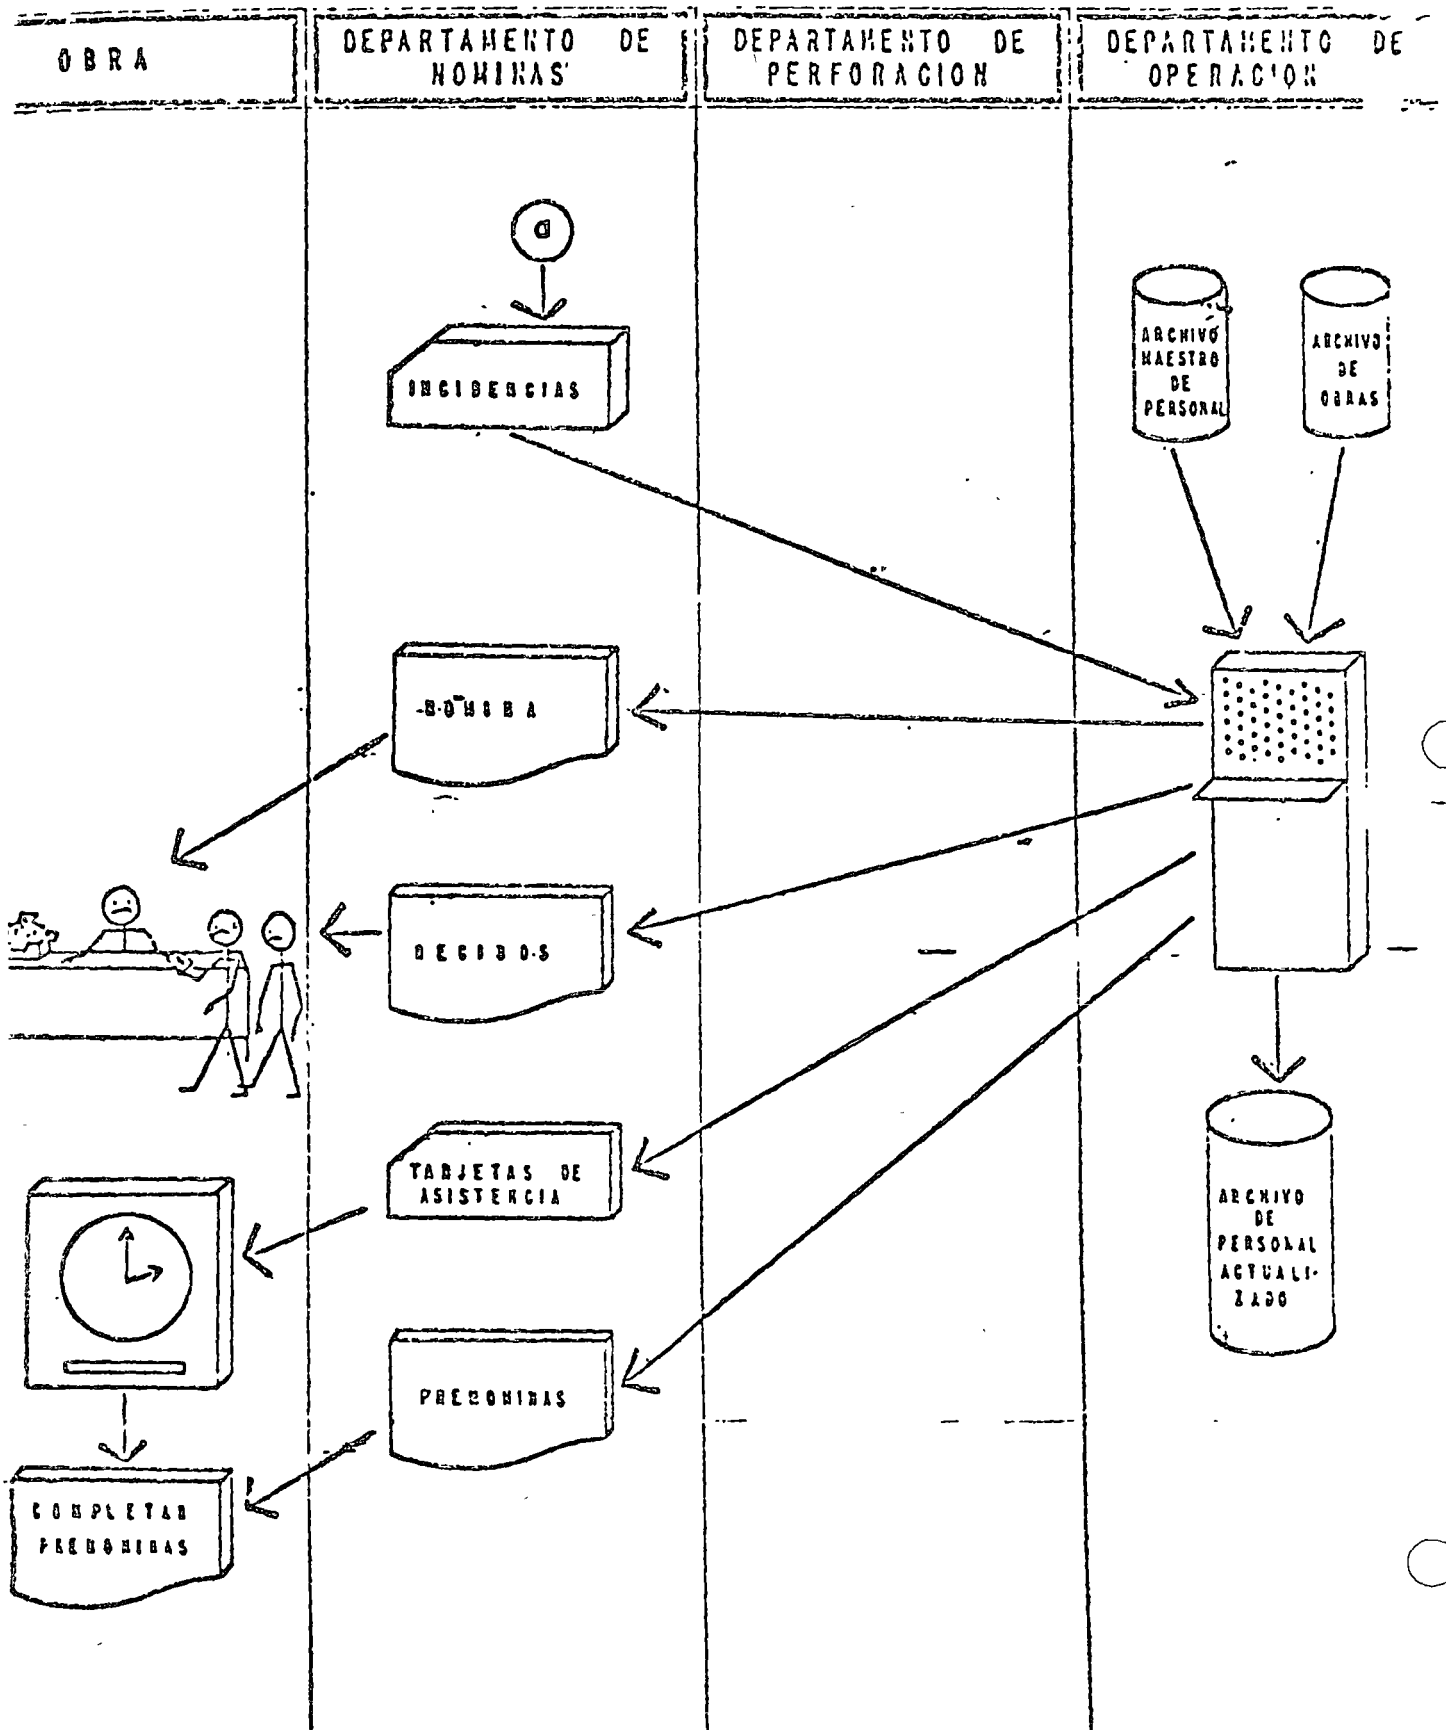 OBRA
DEPARTAMENTO DE
NOMINAS
DEPARTAMENTO DE
PERFORACION
DEPARTAMENTO DE
OPERACION
a
INCIDENCIAS
ARCHIVO
MAESTRO
DE
PERSONAL
ARCHIVO
DE
OBRAS
NOMINA
RECIBOS
TARJETAS DE
ASISTENCIA
ARCHIVO
DE
PERSONAL
ACTUALI-
ZADO
PRENOMINAS
COMPLETAR
PRENOMINAS